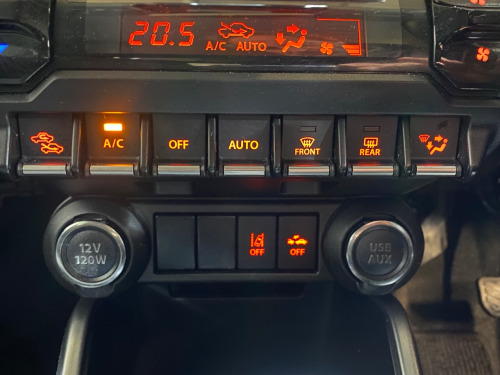 20.5
A/C AUTO
A/C
OFF
AUTO
FRONT
REAR
12V
120W
OFF
OFF
USB
AUX